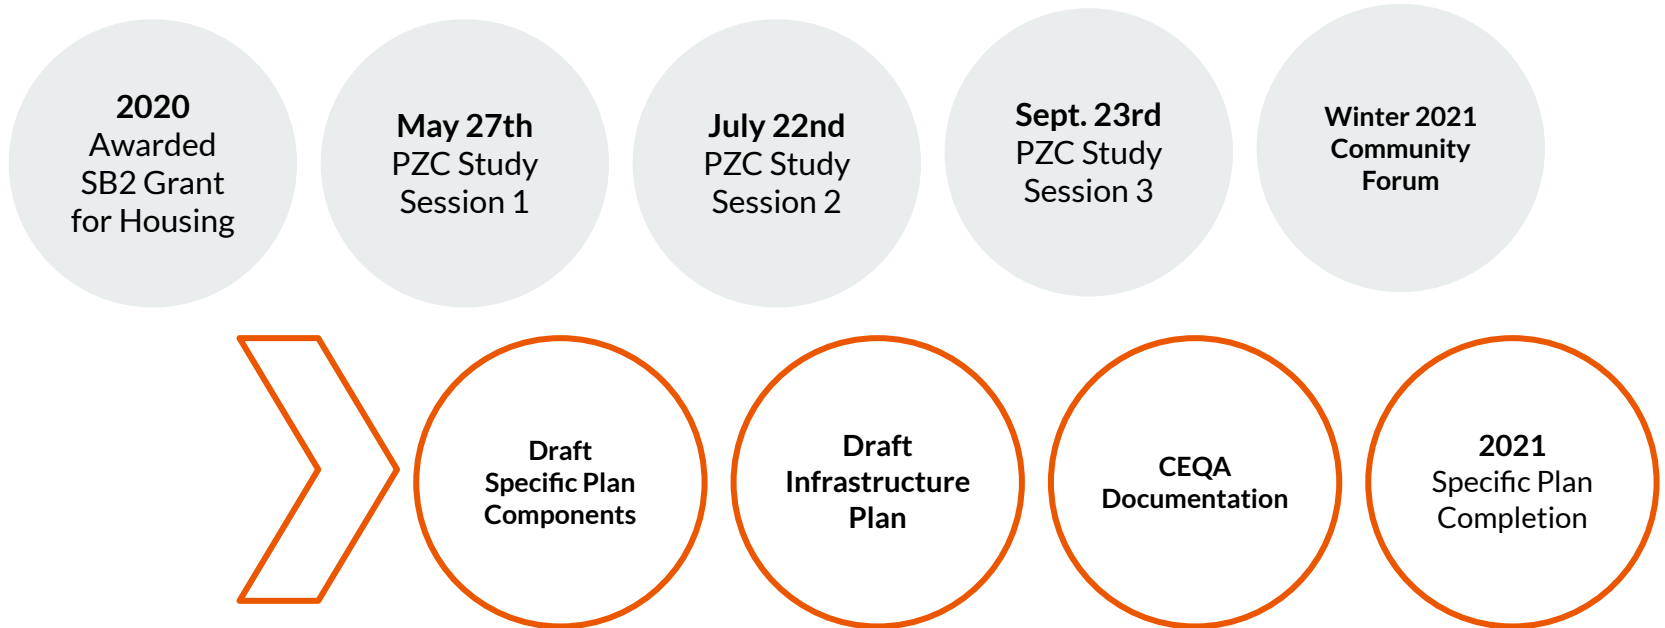 2020
Awarded
SB2 Grant
for Housing
May 27th
PZC Study
Session 1
July 22nd
PZC Study
Session 2
Sept. 23rd
PZC Study
Session 3
Winter 2021
Community
Forum
Draft
Specific Plan
Components
Draft
Infrastructure
Plan
CEQA
Documentation
2021
Specific Plan
Completion